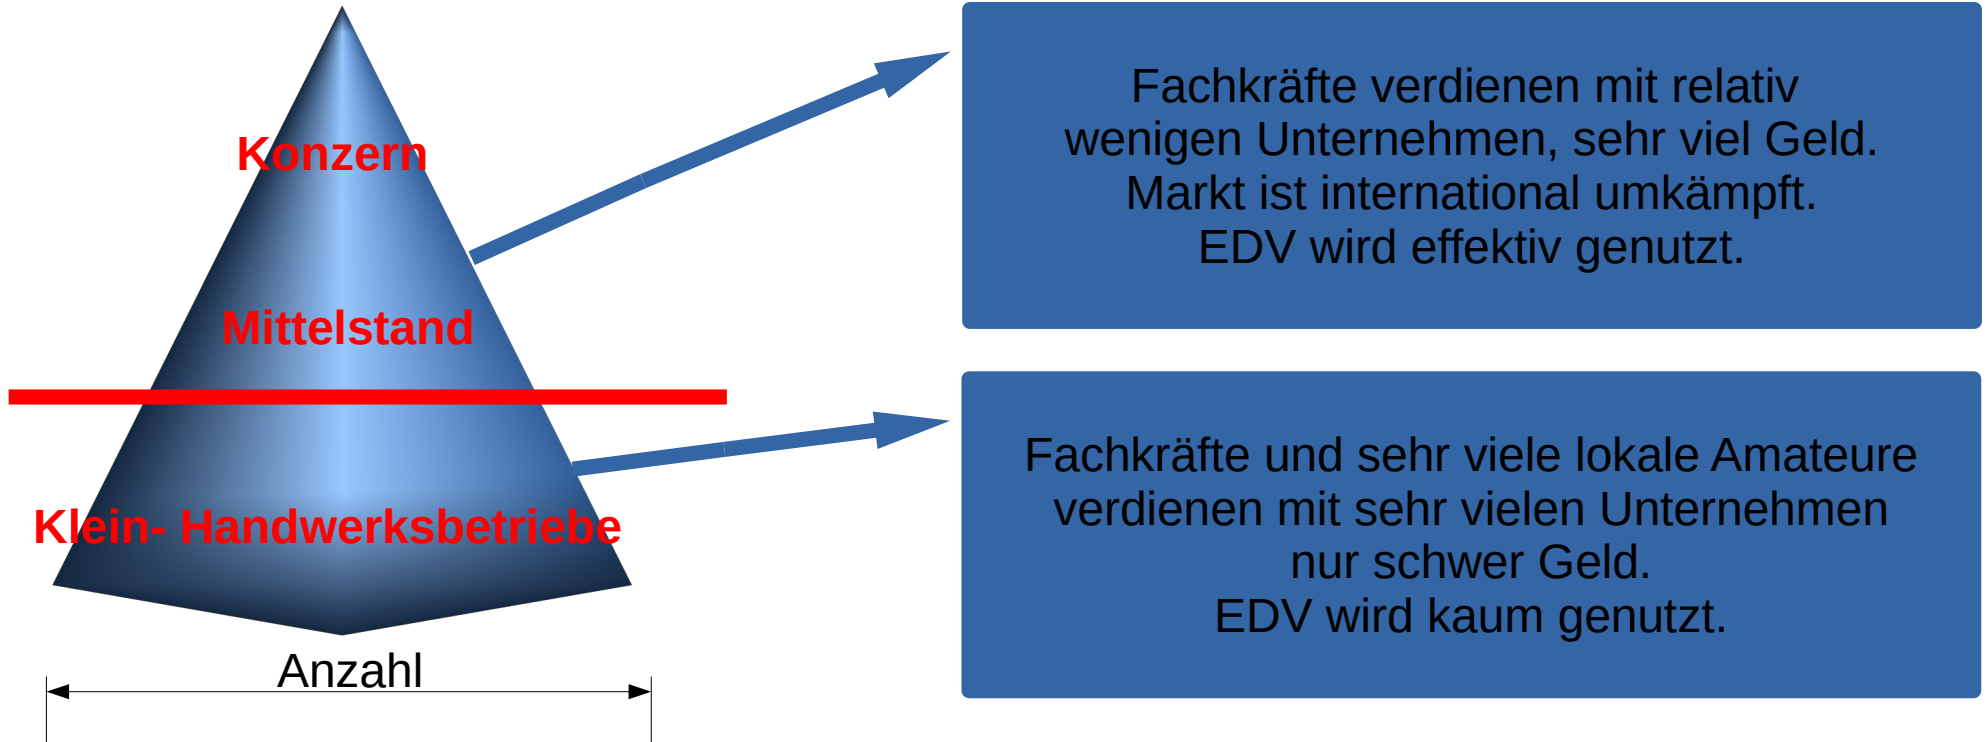 Konzern
Mittelstand
Klein- Handwerksbetriebe
Anzahl
Fachkräfte verdienen mit relativ
wenigen Unternehmen, sehr viel Geld.
Markt ist international umkämpft.
EDV wird effektiv genutzt.
Fachkräfte und sehr viele lokale Amateure
verdienen mit sehr vielen Unternehmen
nur schwer Geld.
EDV wird kaum genutzt.